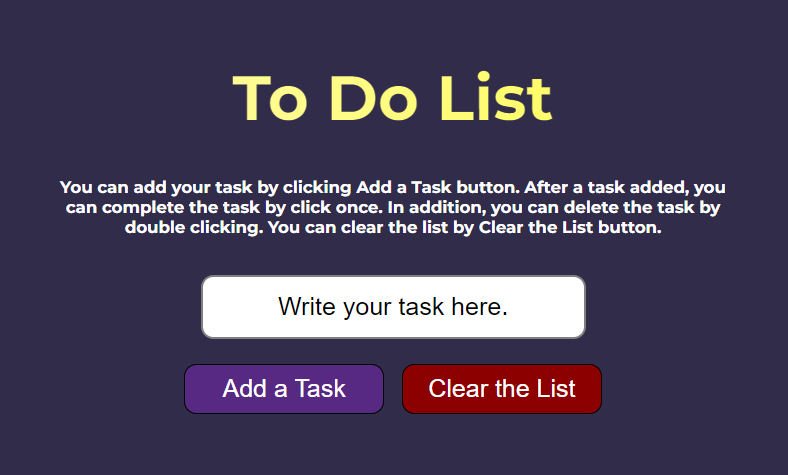 To Do List
You can add your task by clicking Add a Task button. After a task added, you
can complete the task by click once. In addition, you can delete the task by
double clicking. You can clear the list by Clear the List button.
Write your task here.
Add a Task
Clear the List